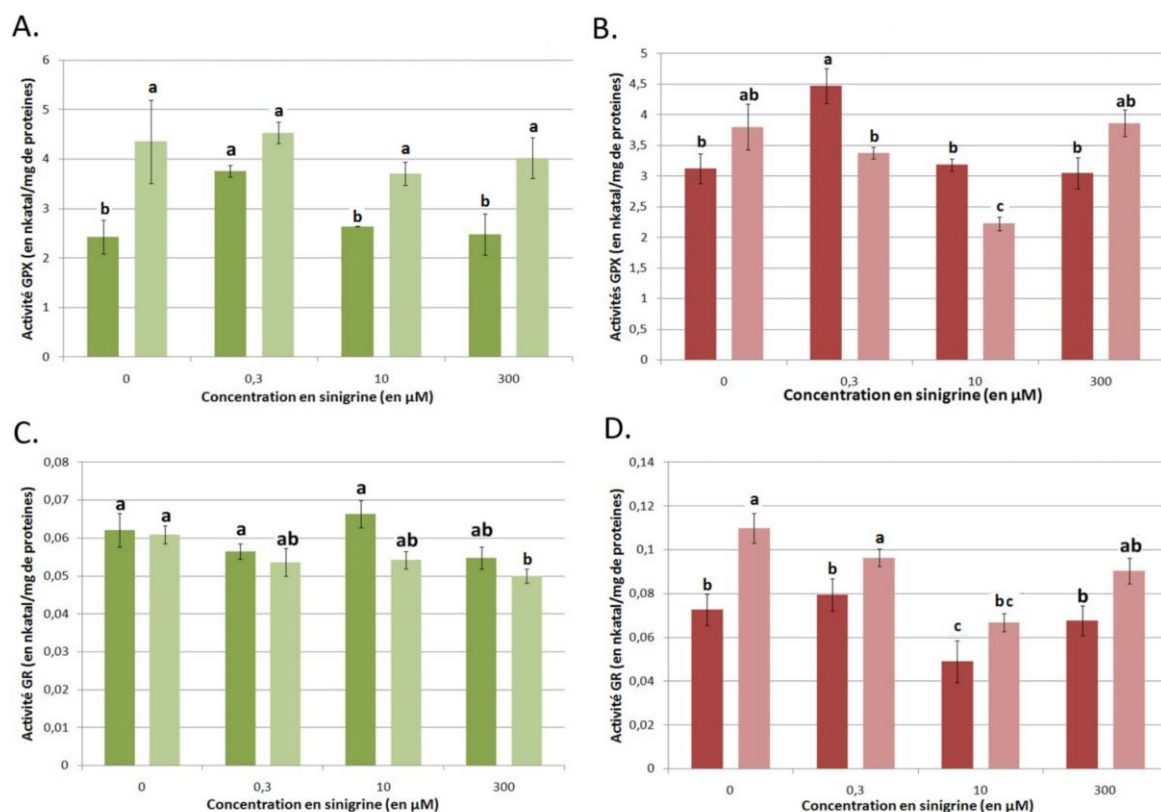 A.
Activité GPX (en nkatal/mg de proteines)
6
5
4
3
2
1
0
a
a
a
a
a
b
b
b
0
0,3
10
300
Concentration en sinigrine (en µM)
B.
Activités GPX (en nkatal/mg de proteines)
5
4,5
4
3,5
3
2,5
2
1,5
1
0,5
0
a
ab
ab
b
b
b
b
c
0
0,3
10
300
Concentration en sinigrine (en µM)
C.
Activité GR (en nkatal/mg de proteines)
0,08
0,07
0,06
0,05
0,04
0,03
0,02
0,01
0
a
a
a
ab
a
ab
ab
b
0
0,3
10
300
Concentration en sinigrine (en µM)
D.
Activité GR (en nkatal/mg de proteines)
0,14
0,12
0,1
0,08
0,06
0,04
0,02
0
b
a
b
a
c
bc
b
ab
0
0,3
10
300
Concentration en sinigrine (en µM)